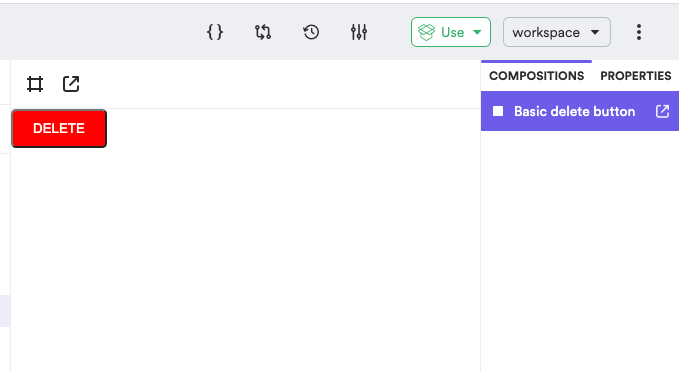 Use
workspace
COMPOSITIONS PROPERTIES
DELETE
Basic delete button